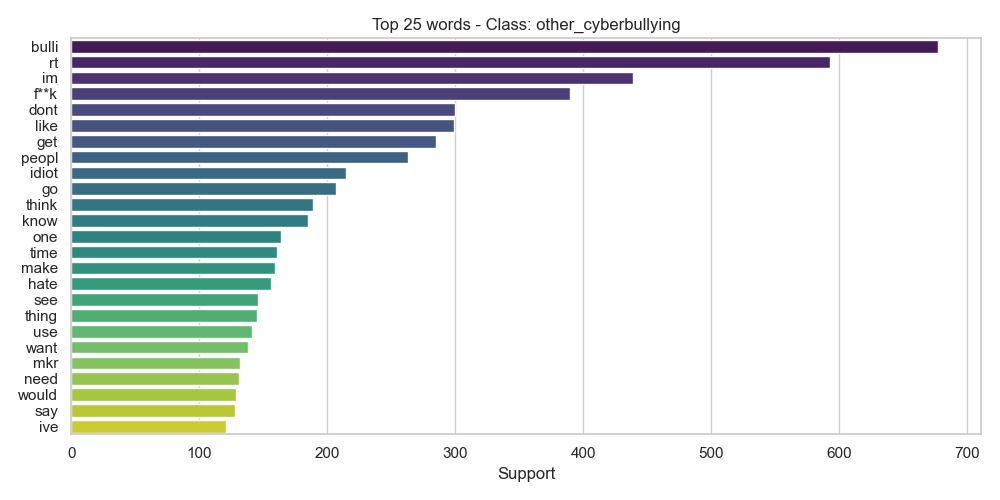 Top 25 words - Class: other_cyberbullying
bulli
rt
im
f**k
dont
like
get
peopl
idiot
go
think
know
one
time
make
hate
see
thing
use
want
mkr
need
would
say
ive
0 100 200 300 400 500 600 700
Support